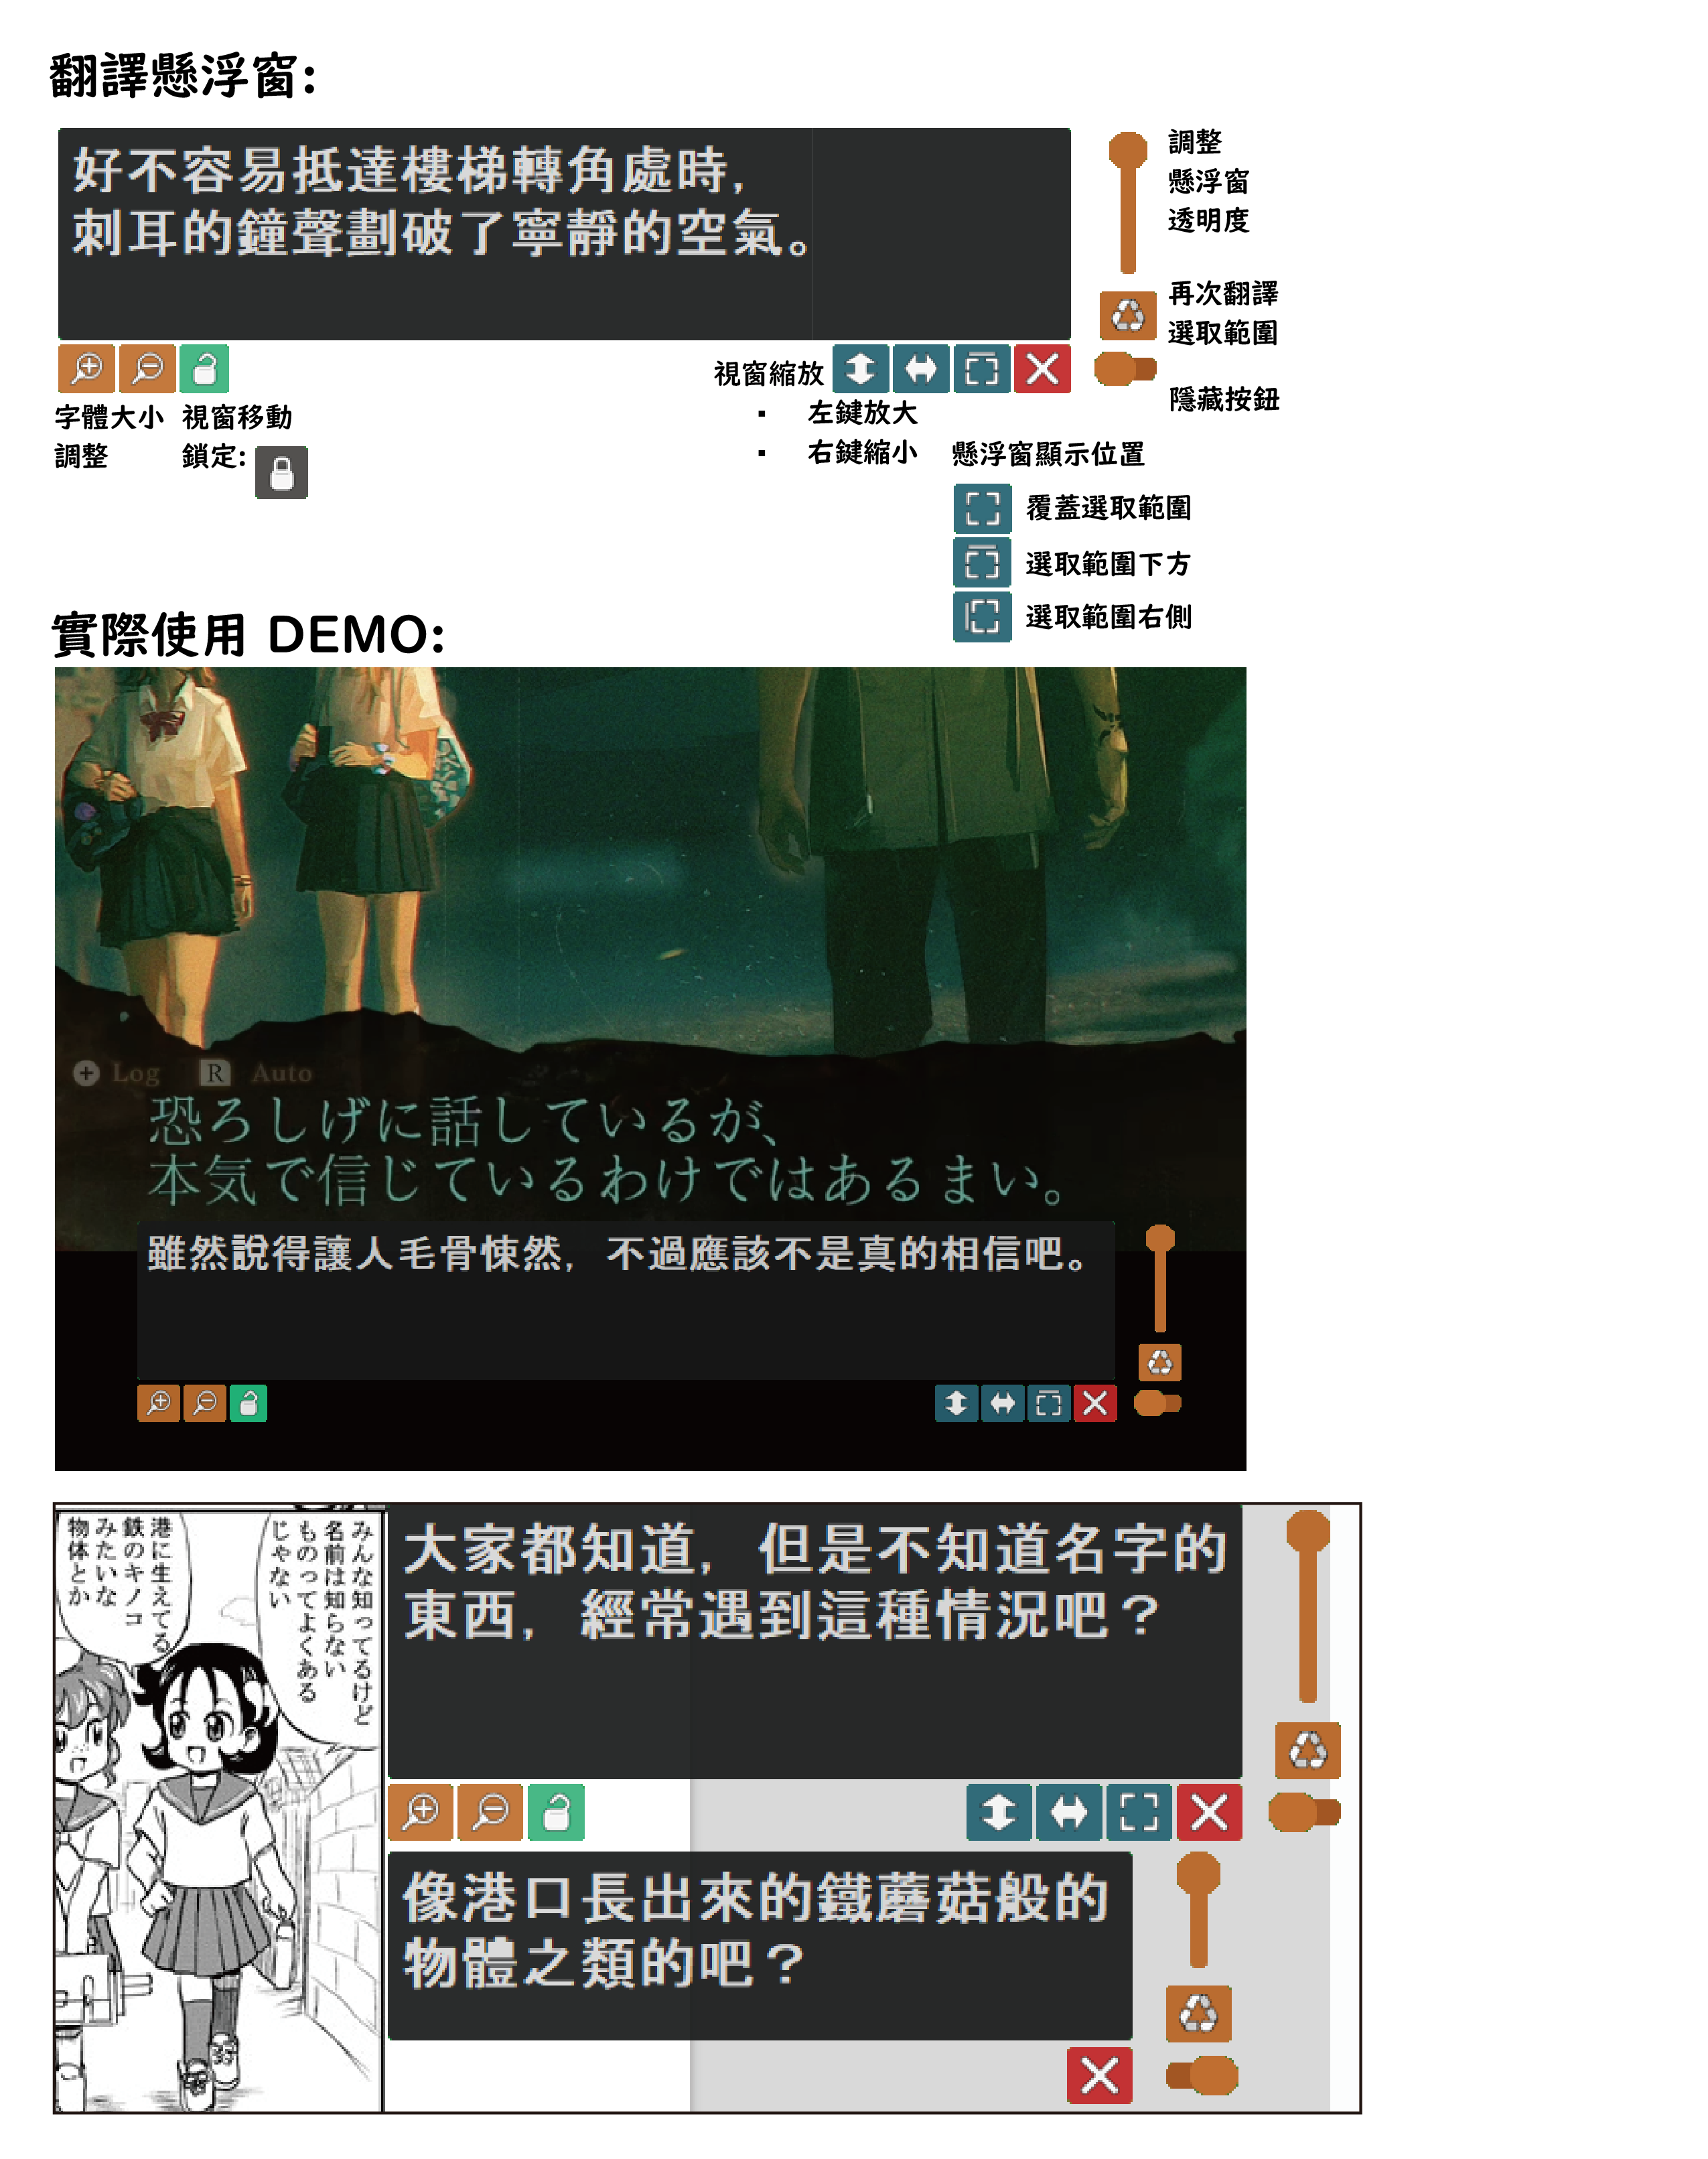 翻譯懸浮窗:
好不容易抵達樓梯轉角處時,
刺耳的鐘聲劃破了寧靜的空氣。
調整
懸浮窗
透明度
再次翻譯
選取範圍
隱藏按鈕
字體大小
調整
視窗移動
鎖定:
視窗縮放
▪ 左鍵放大
▪ 右鍵縮小
懸浮窗顯示位置
覆蓋選取範圍
選取範圍下方
選取範圍右側
實際使用 DEMO:
Log R Auto
恐ろしげに話しているが、
本気で信じているわけではあるまい。
雖然說得讓人毛骨悚然, 不過應該不是真的相信吧。
みんな知ってるけど
名前は知らない
ものってよくある
じゃない
港に生えてる
鉄のキノコ
みたいな
物体とか
大家都知道, 但是不知道名字的
東西, 經常遇到這種情況吧?
像港口長出來的鐵蘑菇般的
物體之類的吧?